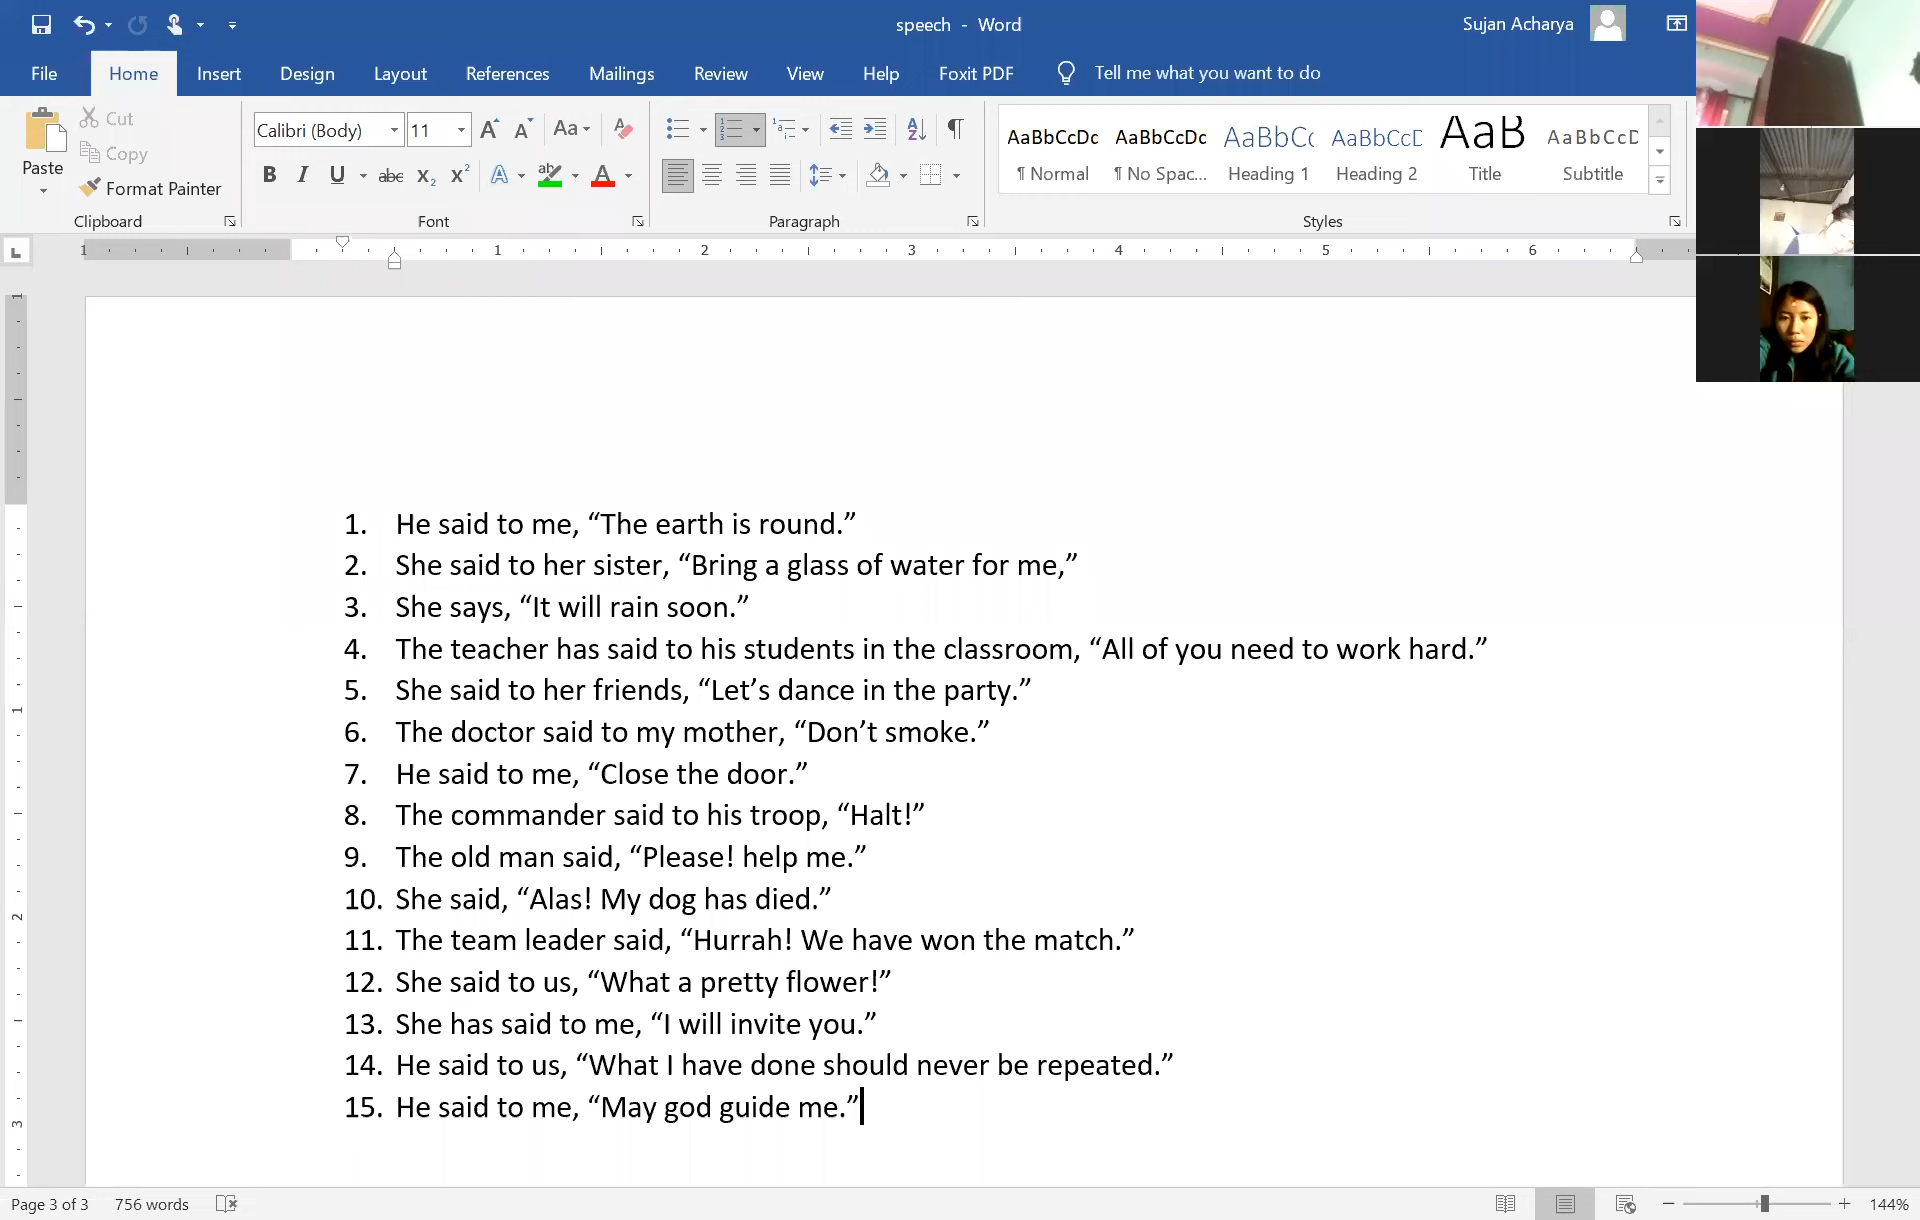 speech - Word
Sujan Acharya
File Home Insert Design Layout References Mailings Review View Help Foxit PDF Tell me what you want to do
Paste
Cut
Copy
Format Painter
Clipboard
Calibri (Body) 11
Font
Paragraph
AaBbCcDc AaBbCcDc AaBbCc AaBbCcD AaB AaBbCcD
¶ Normal ¶ No Spac... Heading 1 Heading 2 Title Subtitle
Styles
1 1 2 3 4 5 6
1. He said to me, “The earth is round.”
2. She said to her sister, “Bring a glass of water for me,”
3. She says, “It will rain soon.”
4. The teacher has said to his students in the classroom, “All of you need to work hard.”
5. She said to her friends, “Let’s dance in the party.”
6. The doctor said to my mother, “Don’t smoke.”
7. He said to me, “Close the door.”
8. The commander said to his troop, “Halt!”
9. The old man said, “Please! help me.”
10. She said, “Alas! My dog has died.”
11. The team leader said, “Hurrah! We have won the match.”
12. She said to us, “What a pretty flower!”
13. She has said to me, “I will invite you.”
14. He said to us, “What I have done should never be repeated.”
15. He said to me, “May god guide me.”
Page 3 of 3 756 words 144%